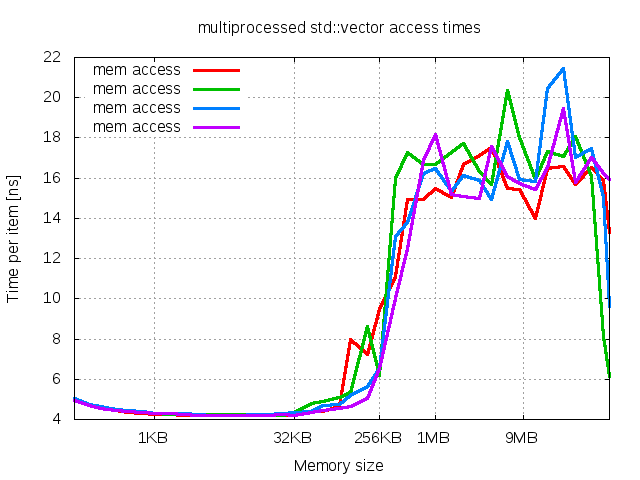 multiprocessed std::vector access times
22
20
18
16
14
12
10
8
6
4
mem access
mem access
mem access
mem access
Time per item [ns]
1KB
32KB
256KB
1MB
9MB
Memory size